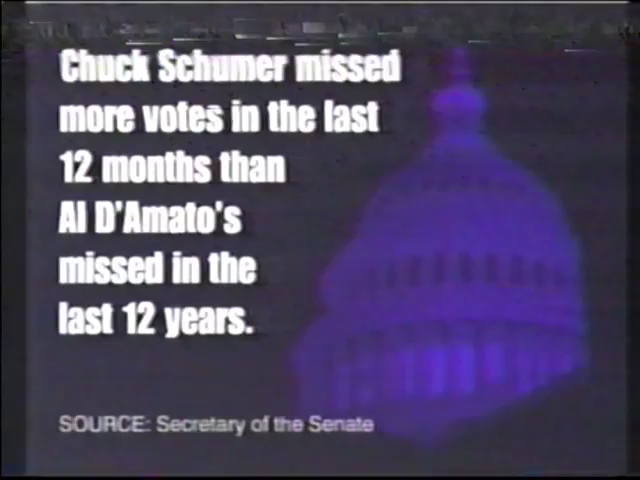 Chuck Schumer missed
more votes in the last
12 months than
Al D'Amato's
missed in the
last 12 years.
SOURCE: Secretary of the Senate